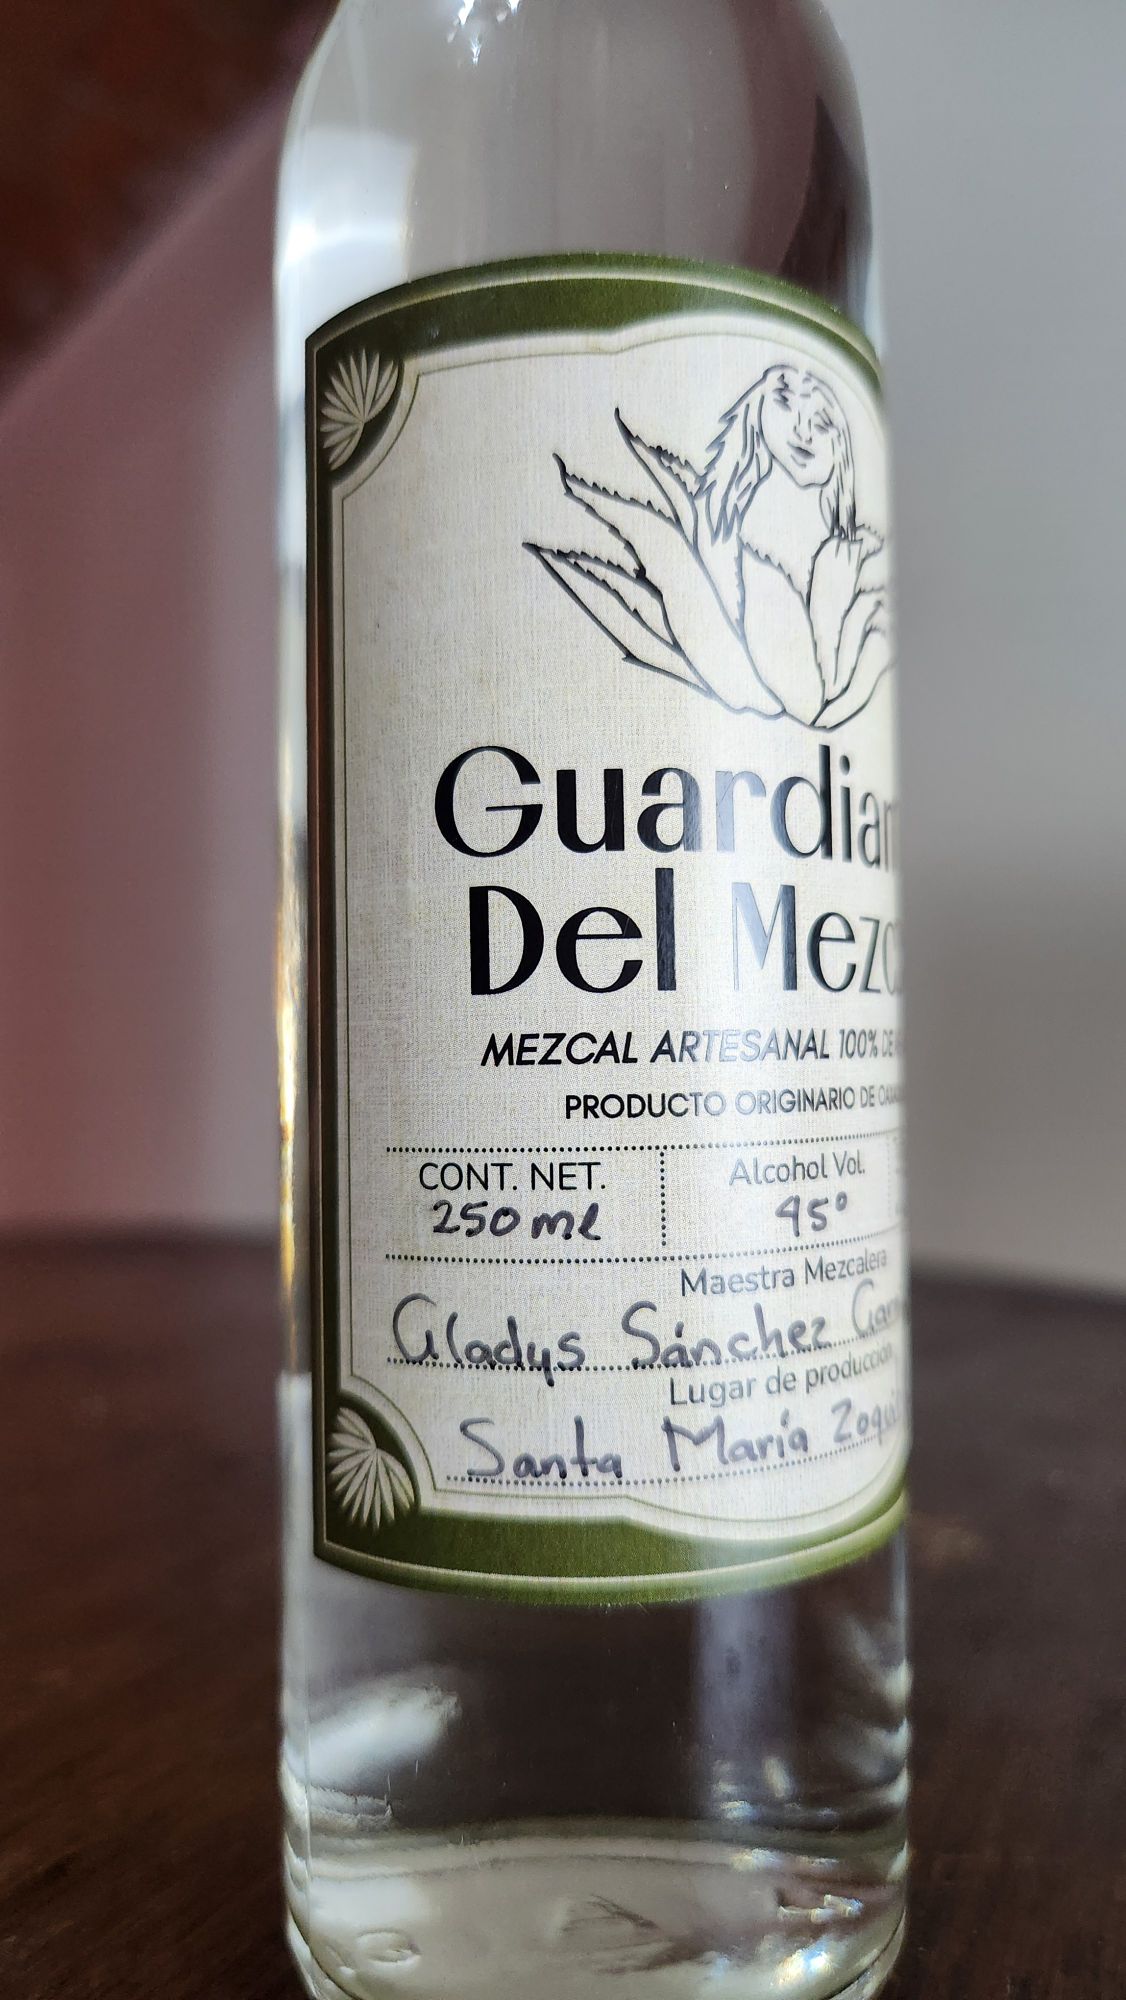 Guardian
Del Mezc
MEZCAL ARTESANAL 100% DE
PRODUCTO ORIGINARIO DE
CONT. NET.
250 ml
Alcohol Vol.
45°
Maestra Mezcalera
Gladys Sánchez
Lugar de producción
Santa María